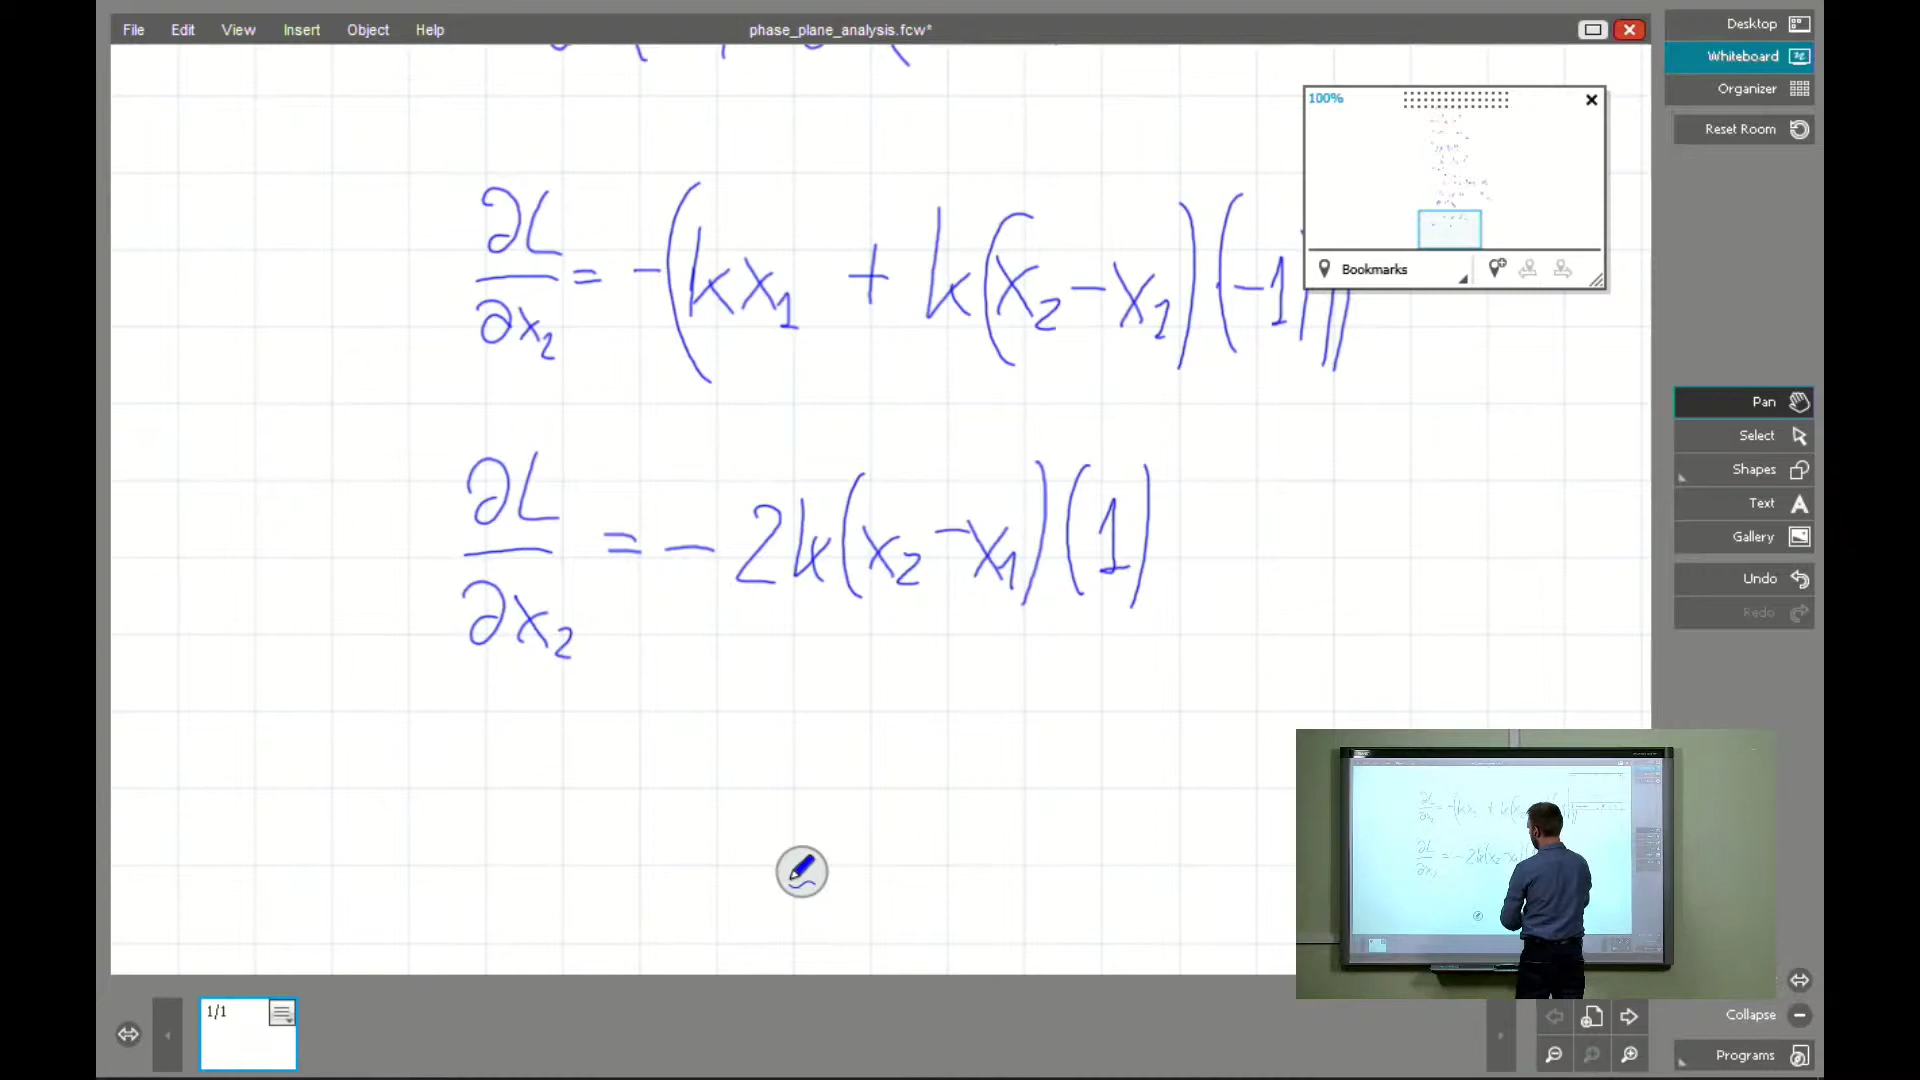 File Edit View Insert Object Help phase_plane_analysis.fcw*
Desktop
Whiteboard
Organizer
Reset Room
100%
Bookmarks
∂L/∂x₂ = -(kx₁ + k(x₂-x₁)(-1))
∂L/∂x₂ = - 2k(x₂-x₁)(1)
Pan
Select
Shapes
Text
Gallery
Undo
Redo
1/1
Collapse
Programs